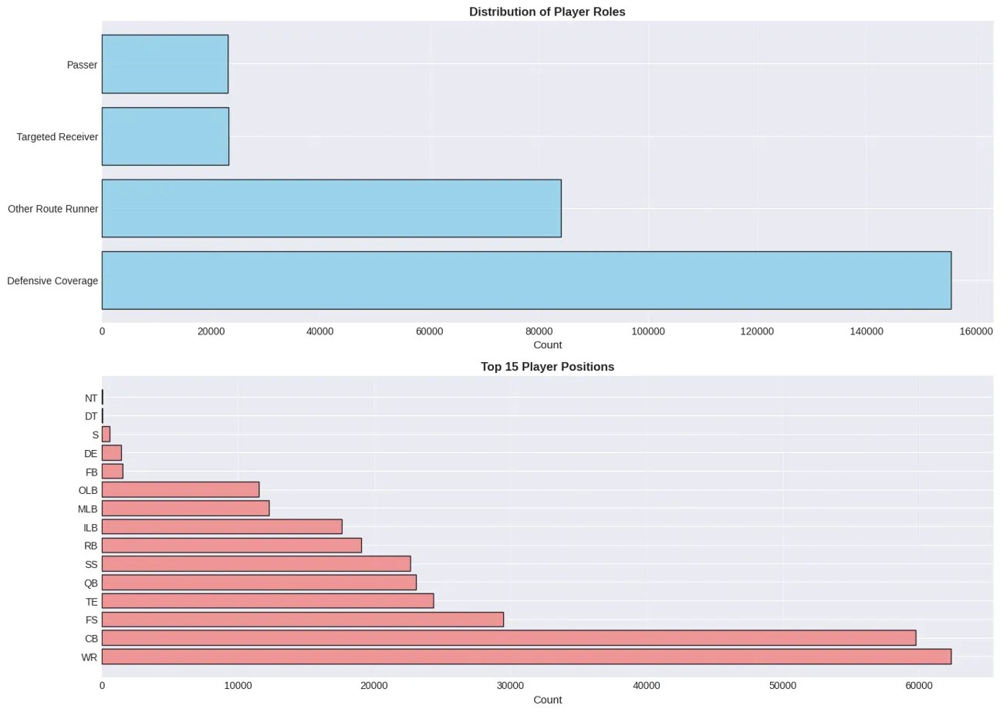 Distribution of Player Roles
Passer
Targeted Receiver
Other Route Runner
Defensive Coverage
0 20000 40000 60000 80000 100000 120000 140000 160000
Count
Top 15 Player Positions
NT
DT
S
DE
FB
OLB
MLB
ILB
RB
SS
QB
TE
FS
CB
WR
0 10000 20000 30000 40000 50000 60000
Count